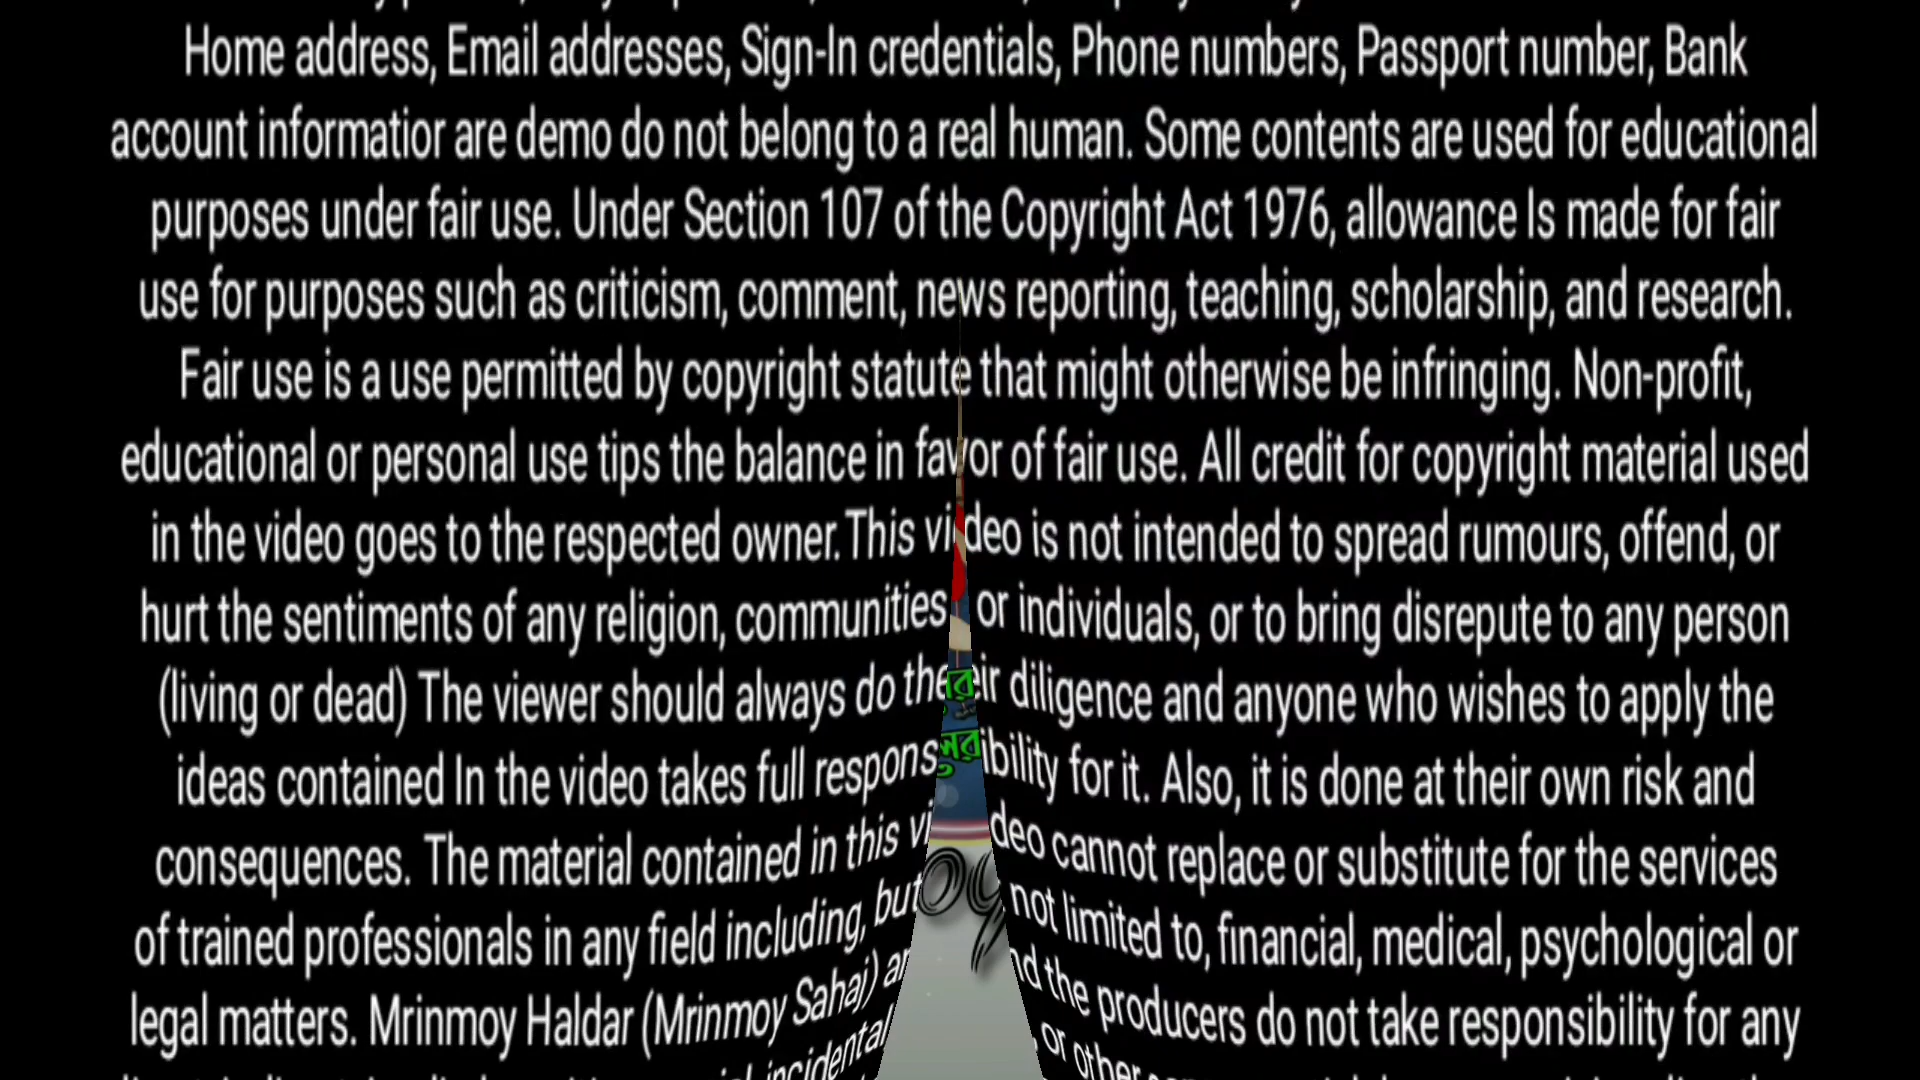 Home address, Email addresses, Sign-In credentials, Phone numbers, Passport number, Bank
account informatior are demo do not belong to a real human. Some contents are used for educational
purposes under fair use. Under Section 107 of the Copyright Act 1976, allowance Is made for fair
use for purposes such as criticism, comment, news reporting, teaching, scholarship, and research.
Fair use is a use permitted by copyright statute that might otherwise be infringing. Non-profit,
educational or personal use tips the balance in favor of fair use. All credit for copyright material used
in the video goes to the respected owner.This video is not intended to spread rumours, offend, or
hurt the sentiments of any religion, communities or individuals, or to bring disrepute to any person
(living or dead) The viewer should always do their diligence and anyone who wishes to apply the
ideas contained In the video takes full responsibility for it. Also, it is done at their own risk and
consequences. The material contained in this video cannot replace or substitute for the services
of trained professionals in any field including, but not limited to, financial, medical, psychological or
legal matters. Mrinmoy Haldar (Mrinmoy Sahaj) and the producers do not take responsibility for any
incidental, or other